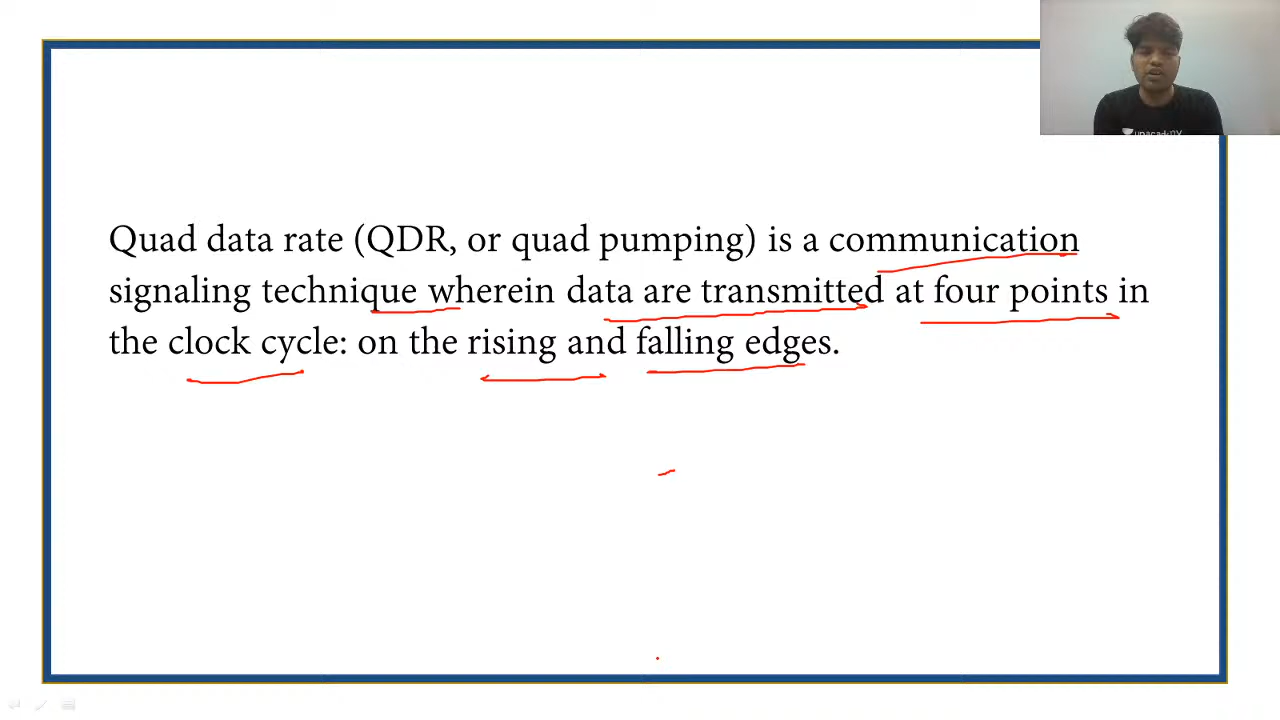 unacademy
Quad data rate (QDR, or quad pumping) is a communication
signaling technique wherein data are transmitted at four points in
the clock cycle: on the rising and falling edges.